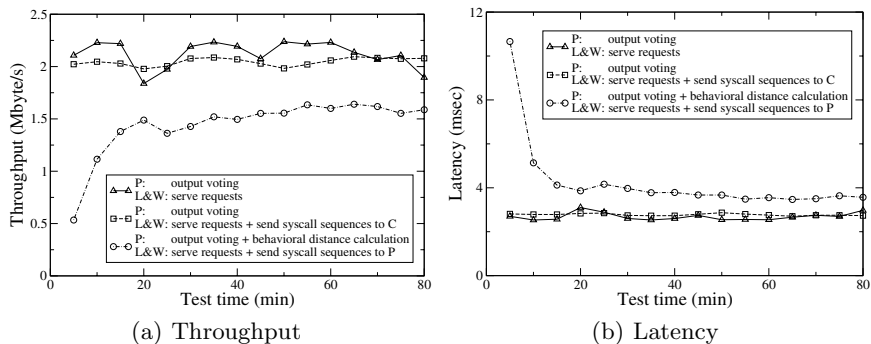 2.5
2
1.5
1
0.5
0
Throughput (Mbyte/s)
P: output voting
L&W: serve requests
P: output voting
L&W: serve requests + send syscall sequences to C
P: output voting + behavioral distance calculation
L&W: serve requests + send syscall sequences to P
0 20 40 60 80
Test time (min)
(a) Throughput
12
8
4
0
Latency (msec)
P: output voting
L&W: serve requests
P: output voting
L&W: serve requests + send syscall sequences to C
P: output voting + behavioral distance calculation
L&W: serve requests + send syscall sequences to P
0 20 40 60 80
Test time (min)
(b) Latency